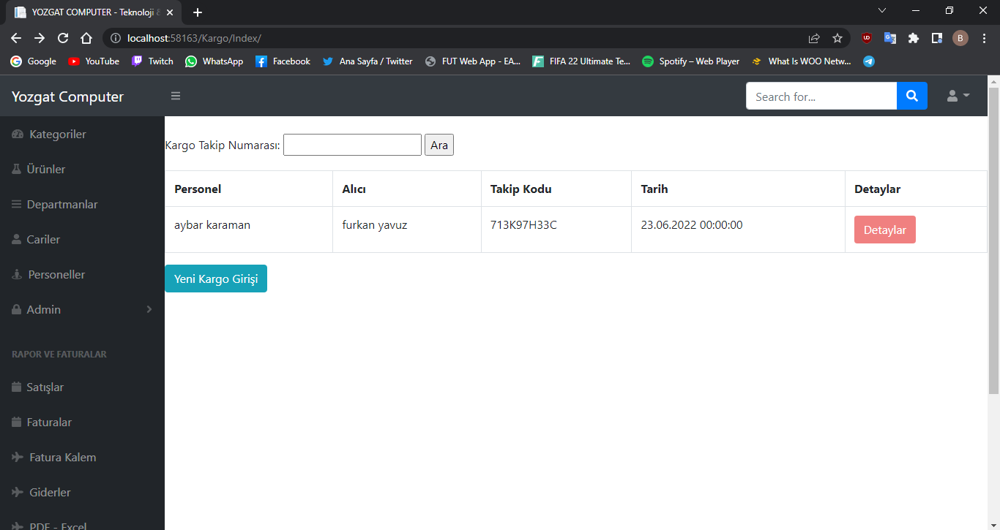 YOZGAT COMPUTER - Teknoloji &
localhost:58163/Kargo/Index/
B
Google YouTube Twitch WhatsApp Facebook Ana Sayfa / Twitter FUT Web App - EA... FIFA 22 Ultimate Te... Spotify – Web Player What Is WOO Netw...
Yozgat Computer
Search for...
Kategoriler
Ürünler
Departmanlar
Cariler
Personeller
Admin
RAPOR VE FATURALAR
Satışlar
Faturalar
Fatura Kalem
Giderler
PDF - Excel
Kargo Takip Numarası: Ara
Personel Alıcı Takip Kodu Tarih Detaylar
aybar karaman furkan yavuz 713K97H33C 23.06.2022 00:00:00 Detaylar
Yeni Kargo Girişi